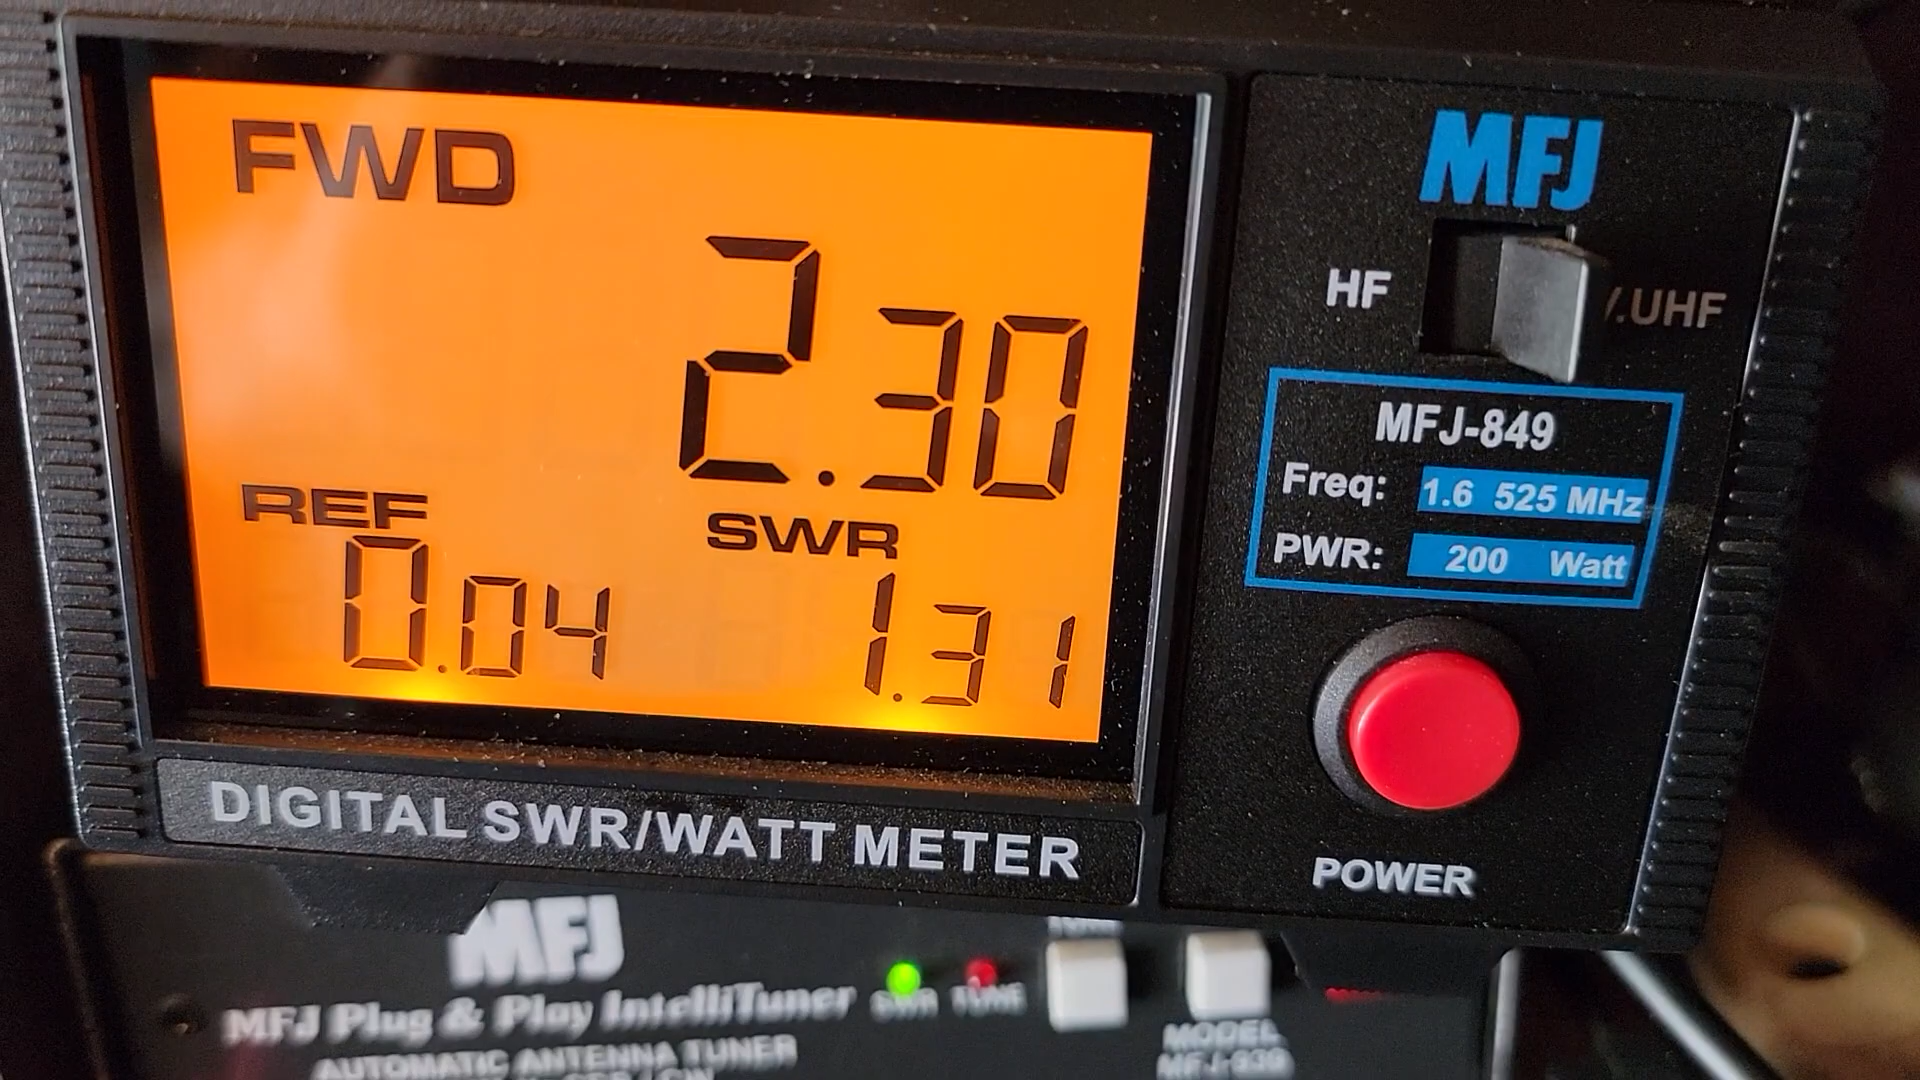 FWD
2.30
REF
0.04
SWR
1.31
DIGITAL SWR/WATT METER
MFJ
HF
/.UHF
MFJ-849
Freq: 1.6 525 MHz
PWR: 200 Watt
POWER
MFJ
MFJ Plug & Play IntelliTuner
AUTOMATIC ANTENNA TUNER
SWR TUNE
MODEL
MFJ-939